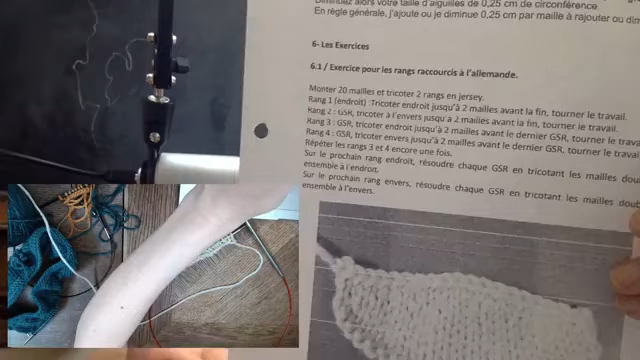 Diminuez alors votre taille d'aiguilles de 0,25 cm de circonférence.
En règle générale, j'ajoute ou je diminue 0,25 cm par maille à rajouter ou dim
6- Les Exercices
6.1 / Exercice pour les rangs raccourcis à l'allemande.
Monter 20 mailles et tricoter 2 rangs en jersey.
Rang 1 (endroit) :Tricoter endroit jusqu'à 2 mailles avant la fin, tourner le travail.
Rang 2 : GSR, tricoter à l'envers jusqu'à 2 mailles avant la fin, tourner le travail.
Rang 3 : GSR, tricoter endroit jusqu'à 2 mailles avant le dernier GSR, tourner le trava
Rang 4 : GSR, tricoter envers jusqu'à 2 mailles avant le dernier GSR, tourner le trava
Répéter les rangs 3 et 4 encore une fois.
Sur le prochain rang endroit, résoudre chaque GSR en tricotant les mailles dou
ensemble à l'endroit.
Sur le prochain rang envers, résoudre chaque GSR en tricotant les mailles doub
ensemble à l'envers.